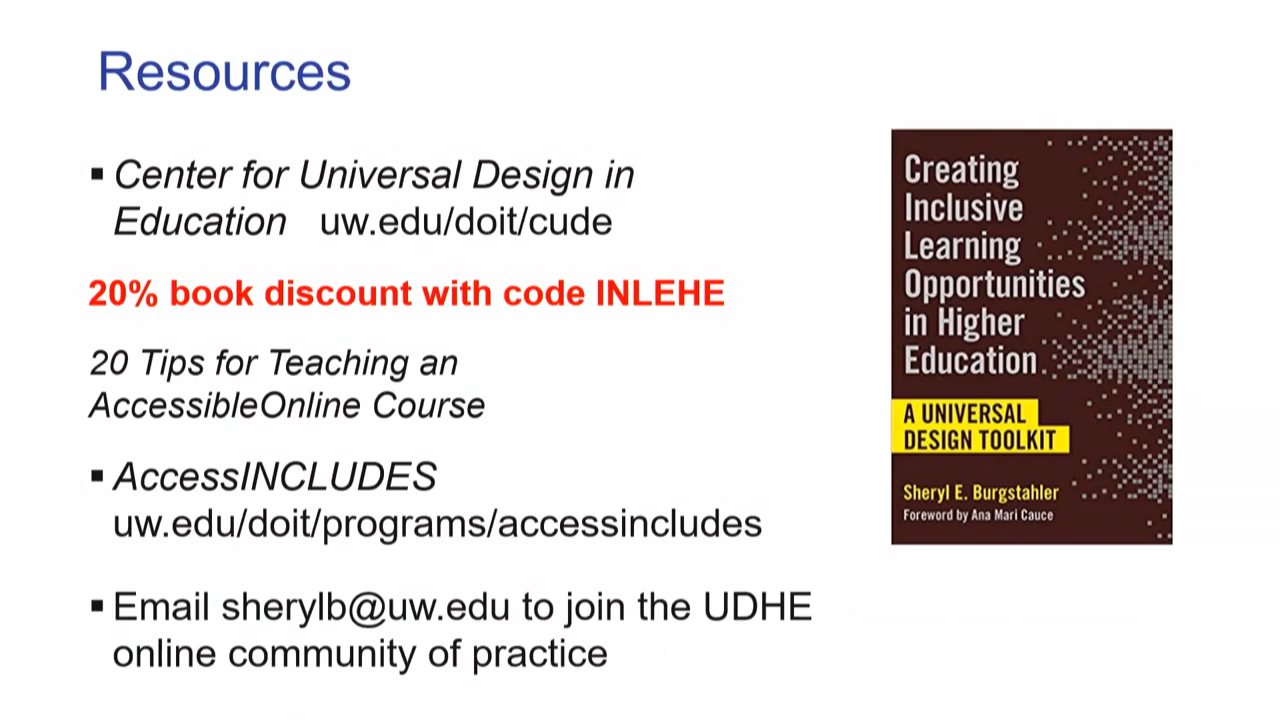 Resources
▪ Center for Universal Design in
Education uw.edu/doit/cude
20% book discount with code INLEHE
20 Tips for Teaching an
AccessibleOnline Course
▪ AccessINCLUDES
uw.edu/doit/programs/accessincludes
▪ Email sherylb@uw.edu to join the UDHE
online community of practice
Creating
Inclusive
Learning
Opportunities
in Higher
Education
A UNIVERSAL
DESIGN TOOLKIT
Sheryl E. Burgstahler
Foreword by Ana Mari Cauce